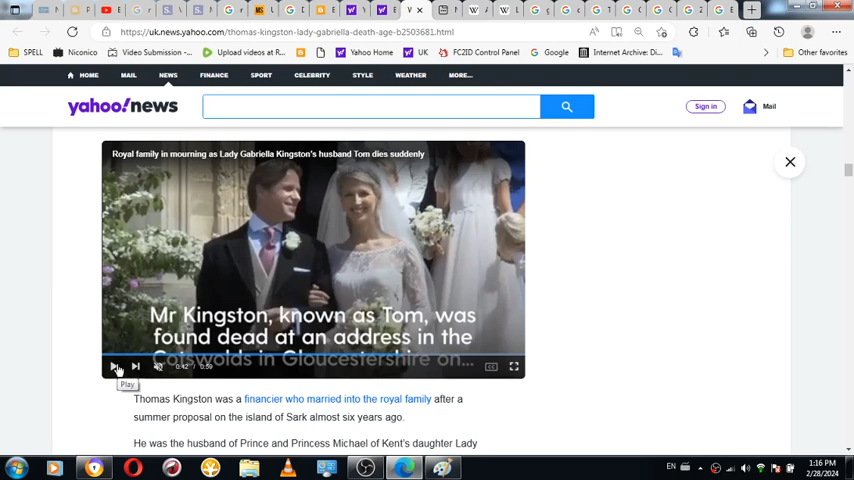 https://uk.news.yahoo.com/thomas-kingston-lady-gabriella-death-age-b2503681.html
SPELL
Niconico
Video Submission -...
Upload videos at R...
Yahoo Home
UK
FC2ID Control Panel
Google
Internet Archive: Di...
Other favorites
HOME
MAIL
NEWS
FINANCE
SPORT
CELEBRITY
STYLE
WEATHER
MORE...
yahoo!news
Sign in
Mail
Royal family in mourning as Lady Gabriella Kingston's husband Tom dies suddenly
Mr Kingston, known as Tom, was
found dead at an address in the
Cotswolds in Gloucestershire on...
0:42 / 0:59
CC
Play
Thomas Kingston was a financier who married into the royal family after a
summer proposal on the island of Sark almost six years ago.
He was the husband of Prince and Princess Michael of Kent's daughter Lady
EN
1:16 PM
2/28/2024